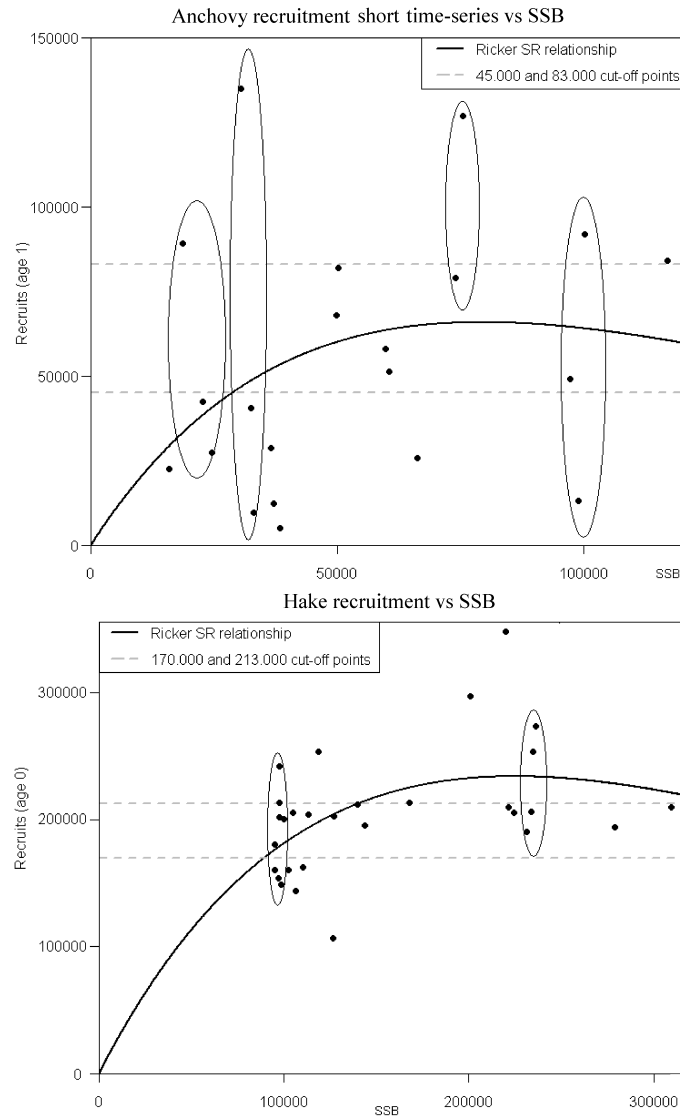 Anchovy recruitment short time-series vs SSB
150000
Ricker SR relationship
45.000 and 83.000 cut-off points
100000
Recruits (age 1)
50000
0
0 50000 100000 SSB
Hake recruitment vs SSB
Ricker SR relationship
170.000 and 213.000 cut-off points
300000
200000
Recruits (age 0)
100000
0
0 100000 200000 300000
SSB